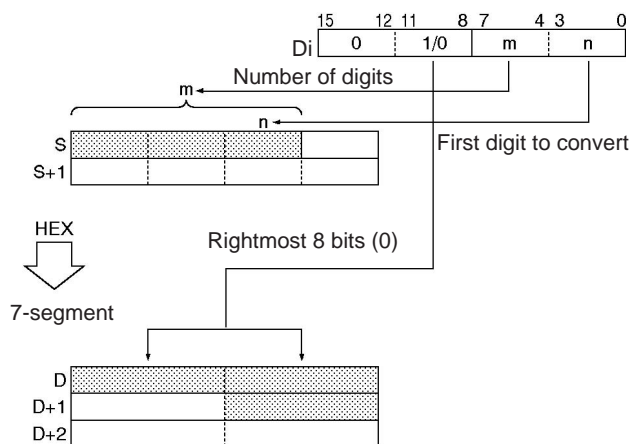 15 12 11 8 7 4 3 0
Di 0 1/0 m n
m Number of digits
n
First digit to convert
S
S+1
HEX
Rightmost 8 bits (0)
7-segment
D
D+1
D+2